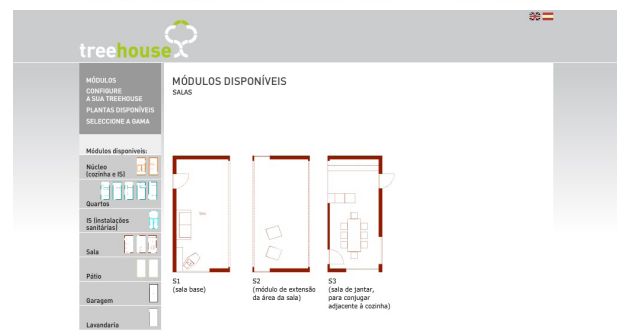 treehouse
MÓDULOS
CONFIGURE
A SUA TREEHOUSE
PLANTAS DISPONÍVEIS
SELECCIONE A GAMA
Módulos disponíveis:
Núcleo
(cozinha e IS)
Quartos
IS (instalações
sanitárias)
Sala
Pátio
Garagem
Lavandaria
MÓDULOS DISPONÍVEIS
SALAS
S1
(sala base)
S2
(módulo de extensão
da área da sala)
S3
(sala de jantar,
para conjugar
adjacente à cozinha)